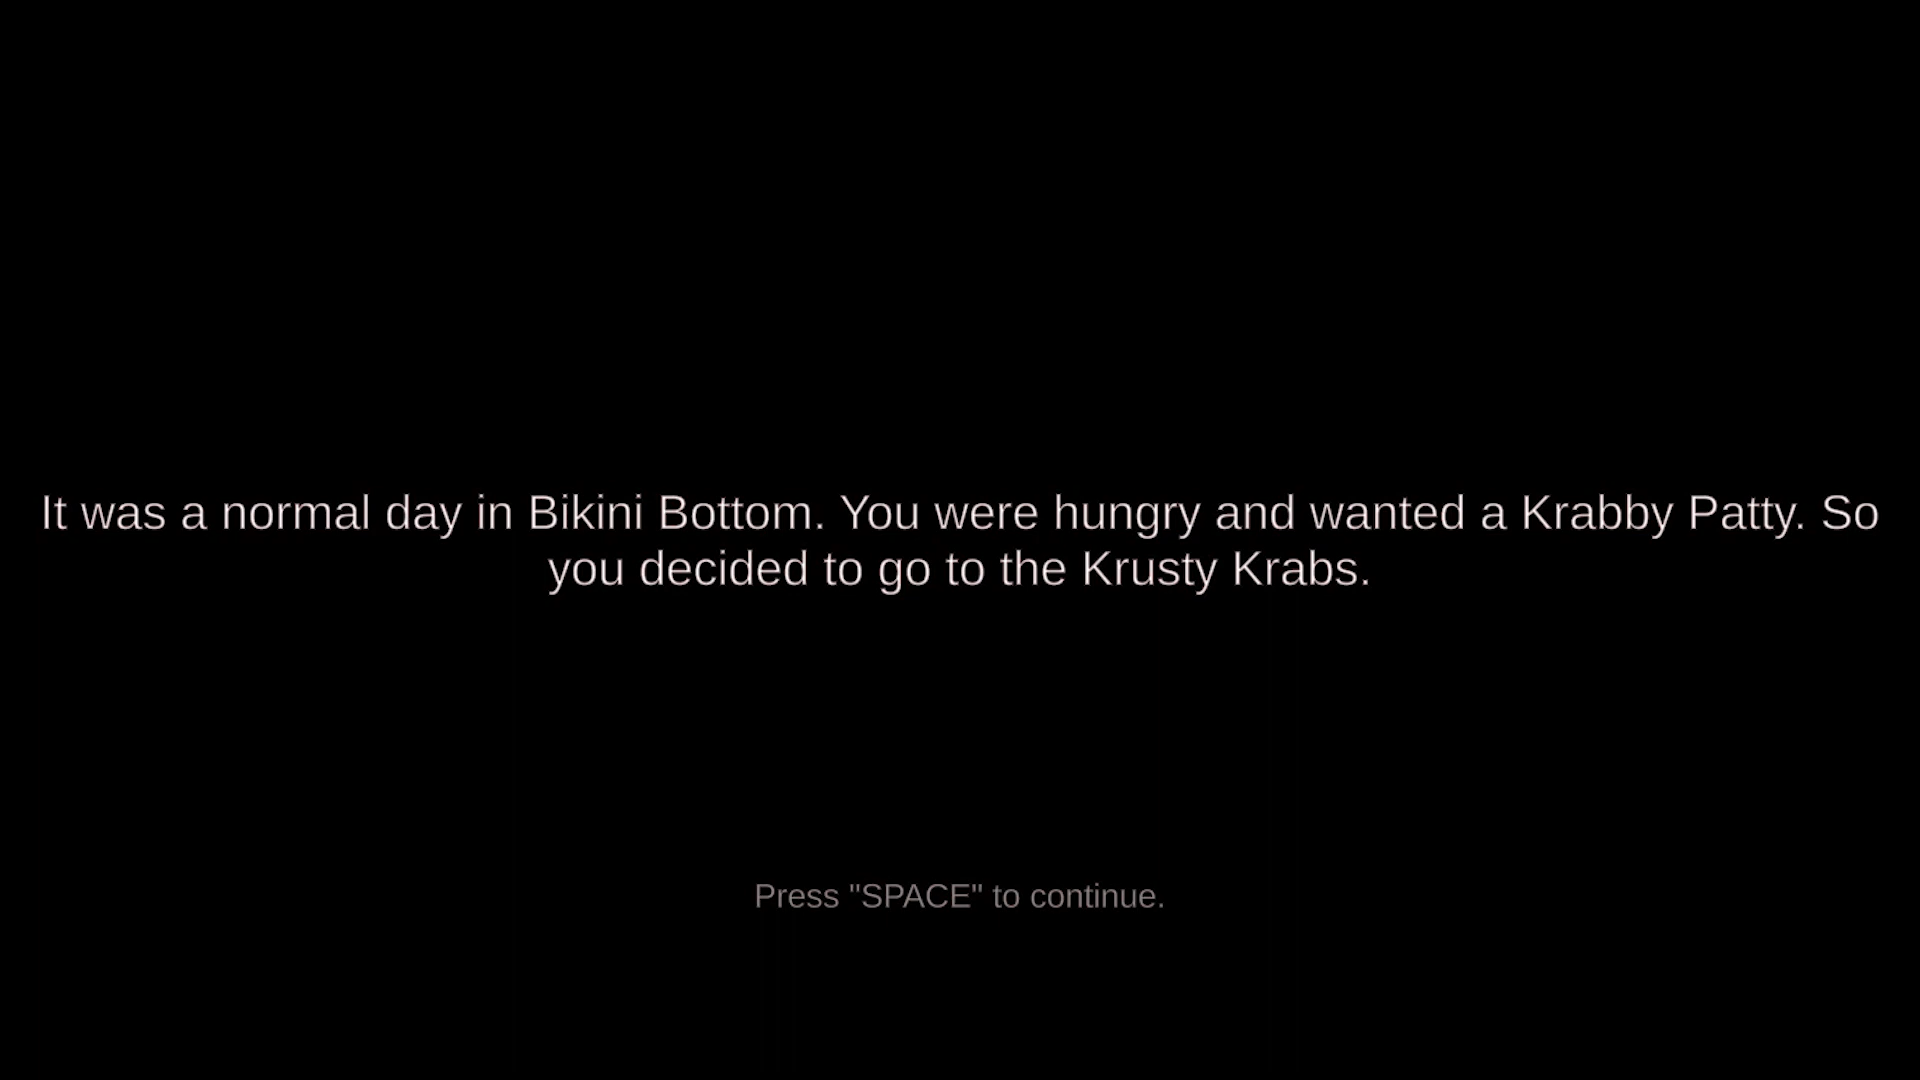 It was a normal day in Bikini Bottom. You were hungry and wanted a Krabby Patty. So
you decided to go to the Krusty Krabs.
Press "SPACE" to continue.